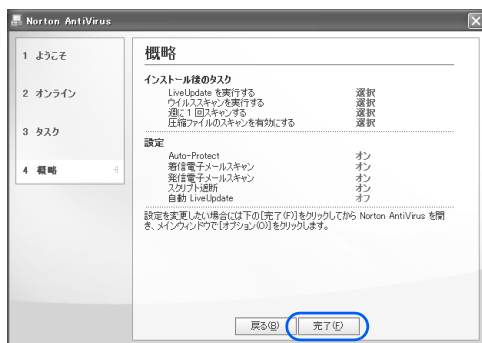 Norton AntiVirus
1 ようこそ
2 オンライン
3 タスク
4 概略
概略
インストール後のタスク
LiveUpdate を実行する 選択
ウイルススキャンを実行する 選択
週に 1 回スキャンする 選択
圧縮ファイルのスキャンを有効にする 選択
設定
Auto-Protect オン
着信電子メールスキャン オン
発信電子メールスキャン オン
スクリプト遮断 オン
自動 LiveUpdate オフ
設定を変更したい場合には下の[完了(F)]をクリックしてから Norton AntiVirus を開
き、メインウィンドウで[オプション(O)]をクリックします。
戻る(B) 完了(F)